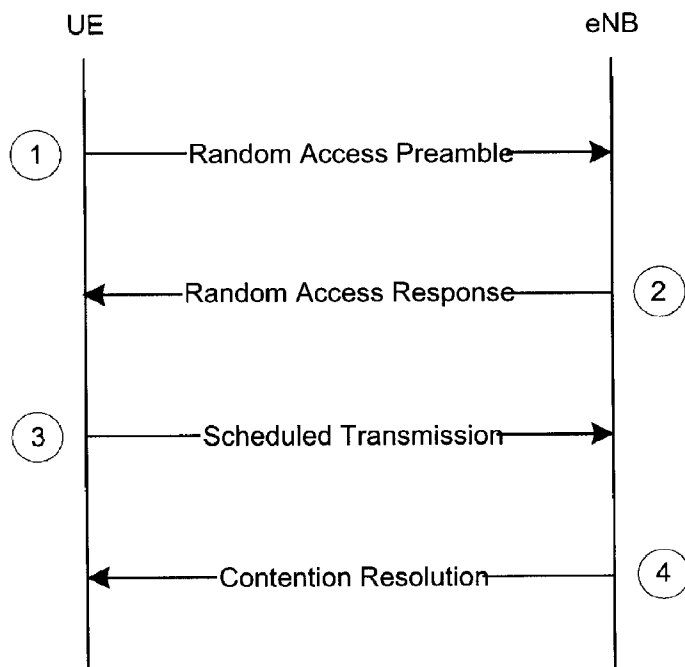 UE
eNB
1
Random Access Preamble
Random Access Response
2
3
Scheduled Transmission
Contention Resolution
4